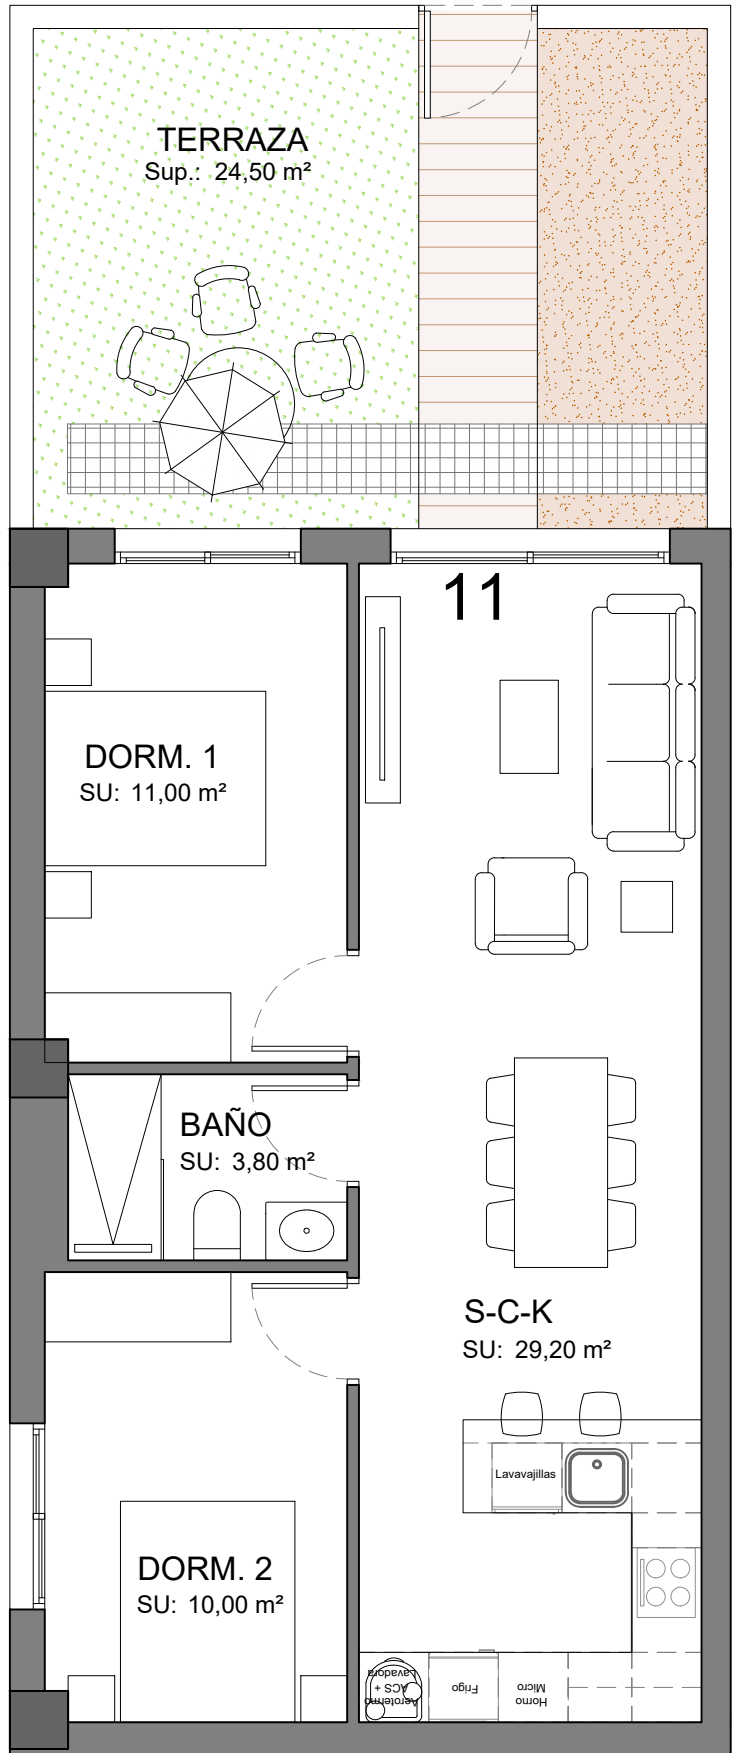 TERRAZA
Sup.: 24,50 m²
11
DORM. 1
SU: 11,00 m²
BAÑO
SU: 3,80 m²
S-C-K
SU: 29,20 m²
Lavavajillas
DORM. 2
SU: 10,00 m²
Aerotermo
ACS +
Lavadora
Frigo
Horno
Micro